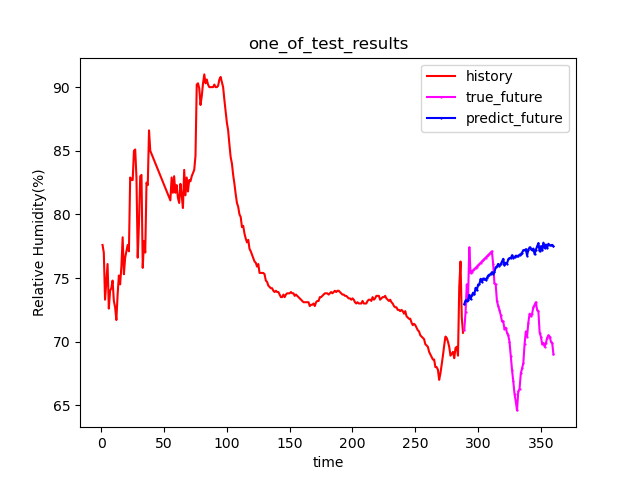 one_of_test_results
history
true_future
predict_future
Relative Humidity(%)
90
85
80
75
70
65
0 50 100 150 200 250 300 350
time